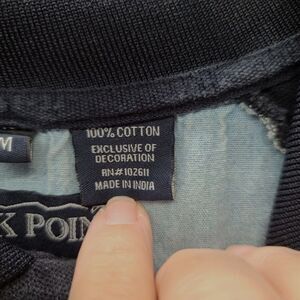 M
100% COTTON
EXCLUSIVE OF
DECORATION
RN#102611
MADE IN INDIA